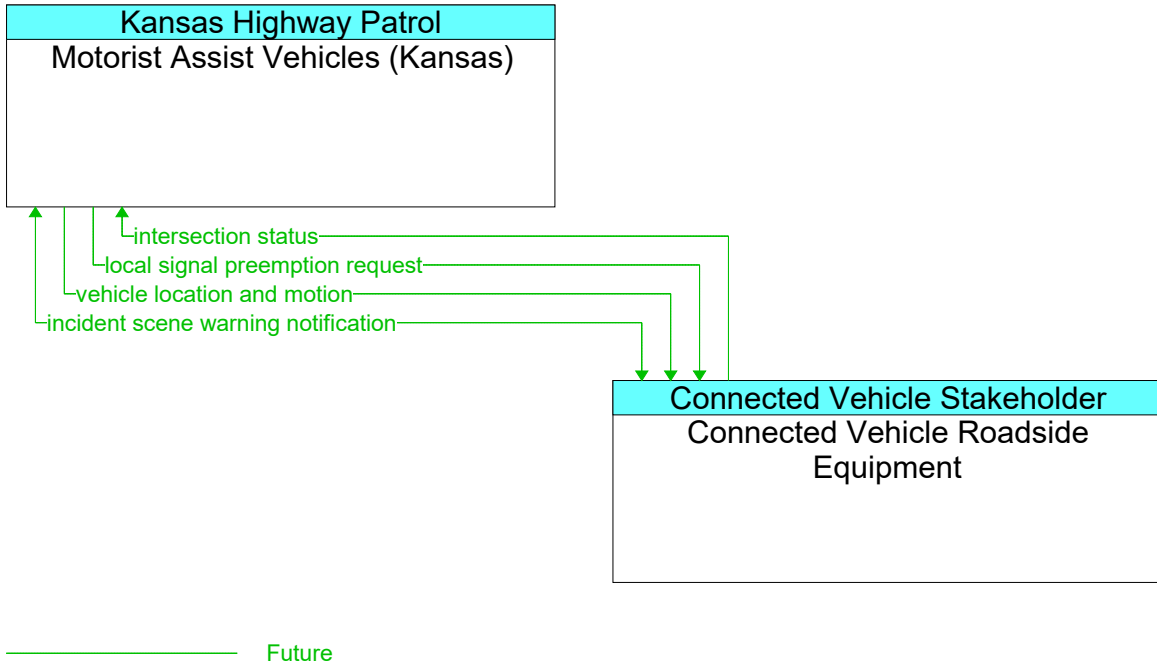 Kansas Highway Patrol
Motorist Assist Vehicles (Kansas)
intersection status
local signal preemption request
vehicle location and motion
incident scene warning notification
Connected Vehicle Stakeholder
Connected Vehicle Roadside
Equipment
Future